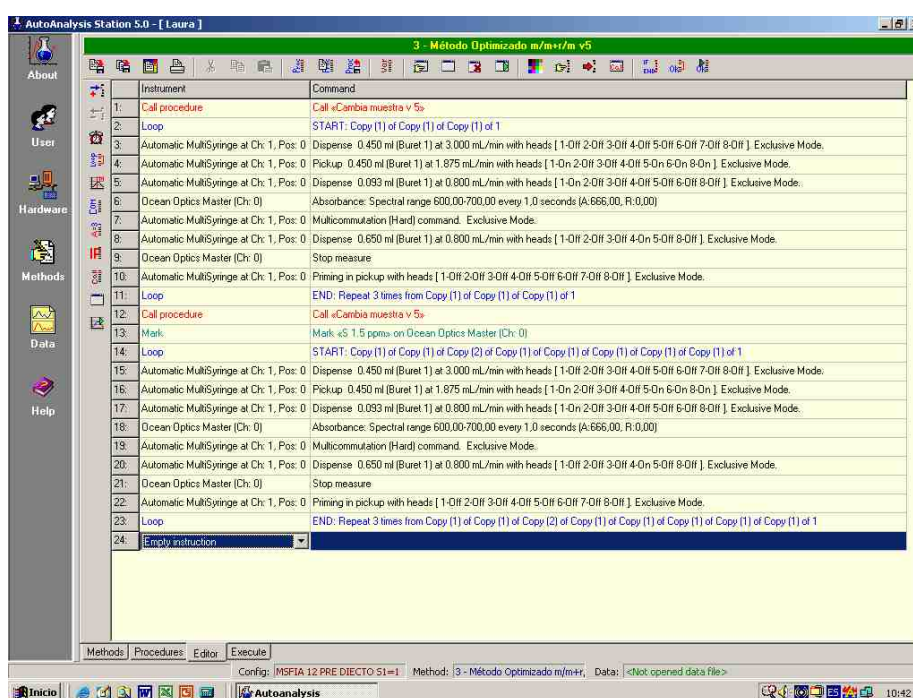 AutoAnalysis Station 5.0 - [ Laura ]
3 - Método Optimizado m/m+r/m v5
About
User
Hardware
Methods
Data
Help
Instrument Command
1: Call procedure Call «Cambia muestra v 5»
2: Loop START: Copy (1) of Copy (1) of Copy (1) of 1
3: Automatic MultiSyringe at Ch: 1, Pos: 0 Dispense 0.450 ml (Buret 1) at 3.000 mL/min with heads [ 1-Off 2-Off 3-Off 4-Off 5-Off 6-Off 7-Off 8-Off ]. Exclusive Mode.
4: Automatic MultiSyringe at Ch: 1, Pos: 0 Pickup 0.450 ml (Buret 1) at 1.875 mL/min with heads [ 1-On 2-Off 3-Off 4-Off 5-On 6-On 8-On ]. Exclusive Mode.
5: Automatic MultiSyringe at Ch: 1, Pos: 0 Dispense 0.093 ml (Buret 1) at 0.800 mL/min with heads [ 1-On 2-Off 3-Off 4-Off 5-Off 6-Off 8-Off ]. Exclusive Mode.
6: Ocean Optics Master (Ch: 0) Absorbance: Spectral range 600,00-700,00 every 1,0 seconds (A:666,00, R:0,00)
7: Automatic MultiSyringe at Ch: 1, Pos: 0 Multicommutation (Hard) command. Exclusive Mode.
8: Automatic MultiSyringe at Ch: 1, Pos: 0 Dispense 0.650 ml (Buret 1) at 0.800 mL/min with heads [ 1-Off 2-Off 3-Off 4-On 5-Off 8-Off ]. Exclusive Mode.
9: Ocean Optics Master (Ch: 0) Stop measure
10: Automatic MultiSyringe at Ch: 1, Pos: 0 Priming in pickup with heads [ 1-Off 2-Off 3-Off 4-Off 5-Off 6-Off 7-Off 8-Off ]. Exclusive Mode.
11: Loop END: Repeat 3 times from Copy (1) of Copy (1) of Copy (1) of 1
12: Call procedure Call «Cambia muestra v 5»
13: Mark Mark «S 1.5 ppm» on Ocean Optics Master (Ch: 0)
14: Loop START: Copy (1) of Copy (1) of Copy (2) of Copy (1) of Copy (1) of Copy (1) of Copy (1) of Copy (1) of 1
15: Automatic MultiSyringe at Ch: 1, Pos: 0 Dispense 0.450 ml (Buret 1) at 3.000 mL/min with heads [ 1-Off 2-Off 3-Off 4-Off 5-Off 6-Off 7-Off 8-Off ]. Exclusive Mode.
16: Automatic MultiSyringe at Ch: 1, Pos: 0 Pickup 0.450 ml (Buret 1) at 1.875 mL/min with heads [ 1-On 2-Off 3-Off 4-Off 5-On 6-On 8-On ]. Exclusive Mode.
17: Automatic MultiSyringe at Ch: 1, Pos: 0 Dispense 0.093 ml (Buret 1) at 0.800 mL/min with heads [ 1-On 2-Off 3-Off 4-Off 5-Off 6-Off 8-Off ]. Exclusive Mode.
18: Ocean Optics Master (Ch: 0) Absorbance: Spectral range 600,00-700,00 every 1,0 seconds (A:666,00, R:0,00)
19: Automatic MultiSyringe at Ch: 1, Pos: 0 Multicommutation (Hard) command. Exclusive Mode.
20: Automatic MultiSyringe at Ch: 1, Pos: 0 Dispense 0.650 ml (Buret 1) at 0.800 mL/min with heads [ 1-Off 2-Off 3-Off 4-On 5-Off 8-Off ]. Exclusive Mode.
21: Ocean Optics Master (Ch: 0) Stop measure
22: Automatic MultiSyringe at Ch: 1, Pos: 0 Priming in pickup with heads [ 1-Off 2-Off 3-Off 4-Off 5-Off 6-Off 7-Off 8-Off ]. Exclusive Mode.
23: Loop END: Repeat 3 times from Copy (1) of Copy (1) of Copy (2) of Copy (1) of Copy (1) of Copy (1) of Copy (1) of Copy (1) of 1
24: Empty instruction
Methods Procedures Editor Execute
Config: MSFIA 12 PRE DIECTO S1=1 Method: 3 - Método Optimizado m/m+r, Data: <Not opened data file>
Inicio Autoanalysis ES 10:42